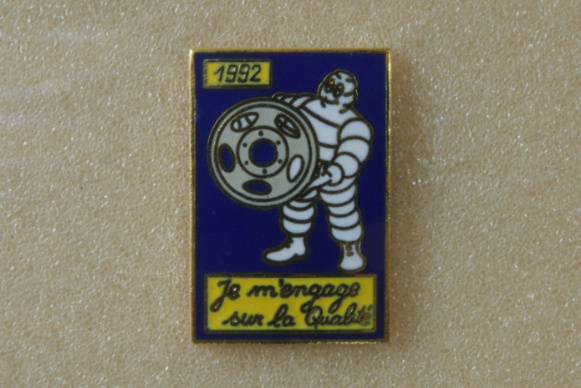 1992
Je m'engage
sur la Qualité